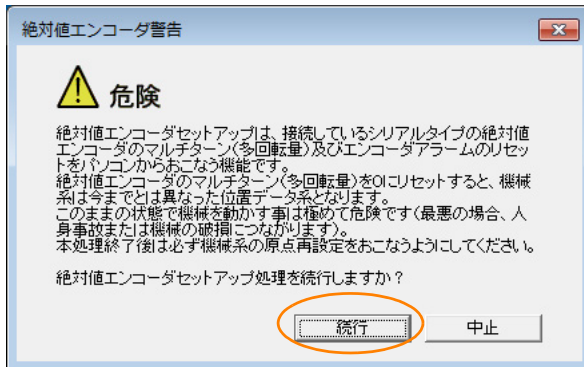 絶対値エンコーダ警告
危険
絶対値エンコーダセットアップは、接続しているシリアルタイプの絶対値
エンコーダのマルチターン(多回転量)及びエンコーダアラームのリセッ
トをパソコンからおこなう機能です。
絶対値エンコーダのマルチターン(多回転量)を0にリセットすると、機械
系は今までとは異なった位置データ系となります。
このままの状態で機械を動かす事は極めて危険です(最悪の場合、人
身事故または機械の破損につながります)。
本処理終了後は必ず機械系の原点再設定をおこなうようにしてください。
絶対値エンコーダセットアップ処理を続行しますか？
続行
中止